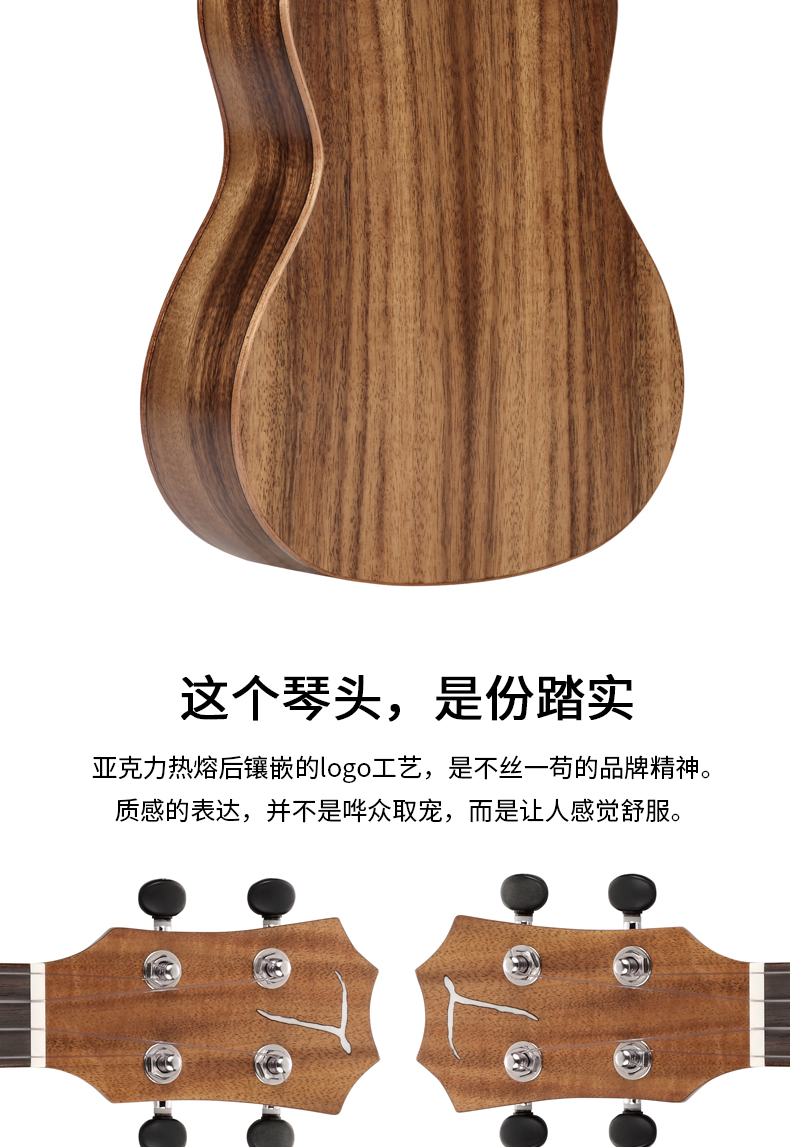 这个琴头，是份踏实
亚克力热熔后镶嵌的logo工艺，是不丝一苟的品牌精神。
质感的表达，并不是哗众取宠，而是让人感觉舒服。